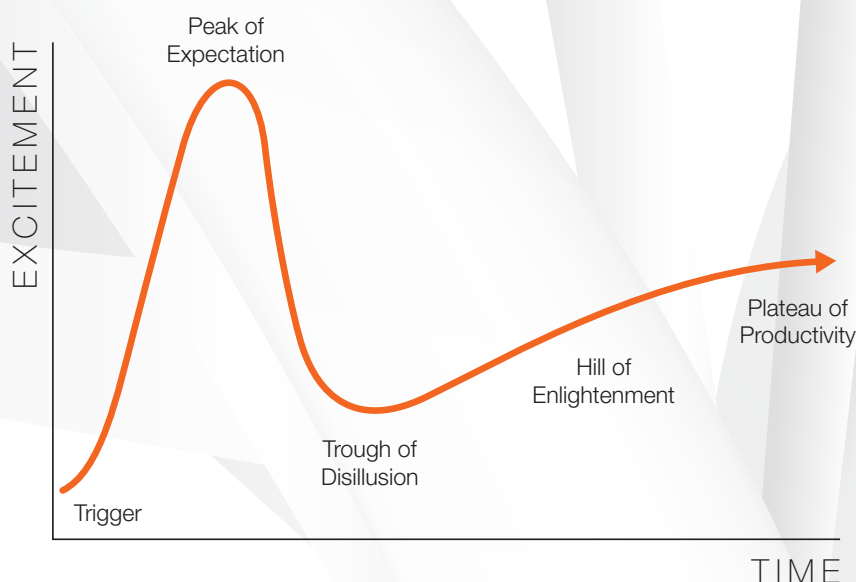 Peak of
Expectation
EXCITEMENT
Plateau of
Productivity
Hill of
Enlightenment
Trough of
Disillusion
Trigger
TIME